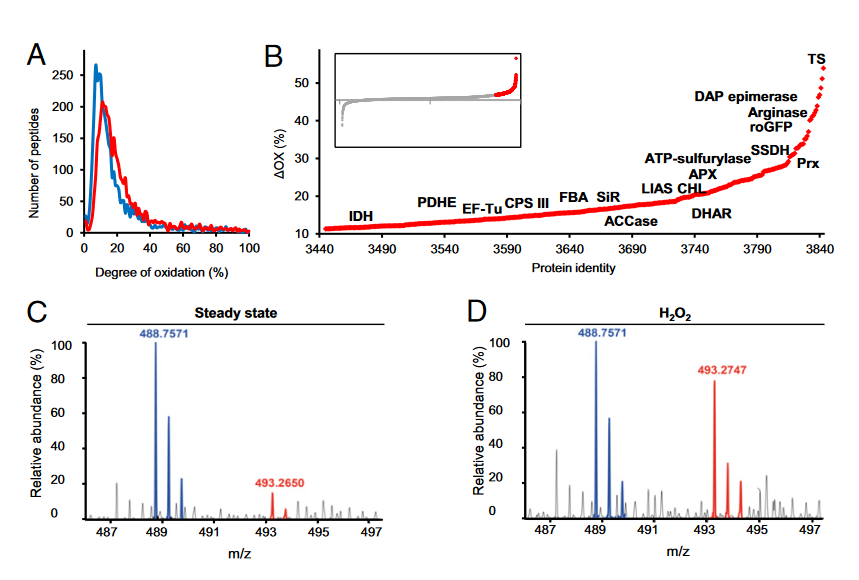 A
Number of peptides
250
200
150
100
50
0
0 20 40 60 80 100
Degree of oxidation (%)
B
ΔOX (%)
50
40
30
20
10
TS
DAP epimerase
Arginase
roGFP
SSDH
Prx
ATP-sulfurylase
APX
LIAS CHL
DHAR
IDH
PDHE
EF-Tu
CPS III
FBA
SiR
ACCase
3440 3490 3540 3590 3640 3690 3740 3790 3840
Protein identity
C
Steady state
488.7571
Relative abundance (%)
100
80
60
40
20
0
493.2650
487 489 491 493 495 497
m/z
D
H₂O₂
488.7571
Relative abundance (%)
100
80
60
40
20
0
493.2747
487 489 491 493 495 497
m/z